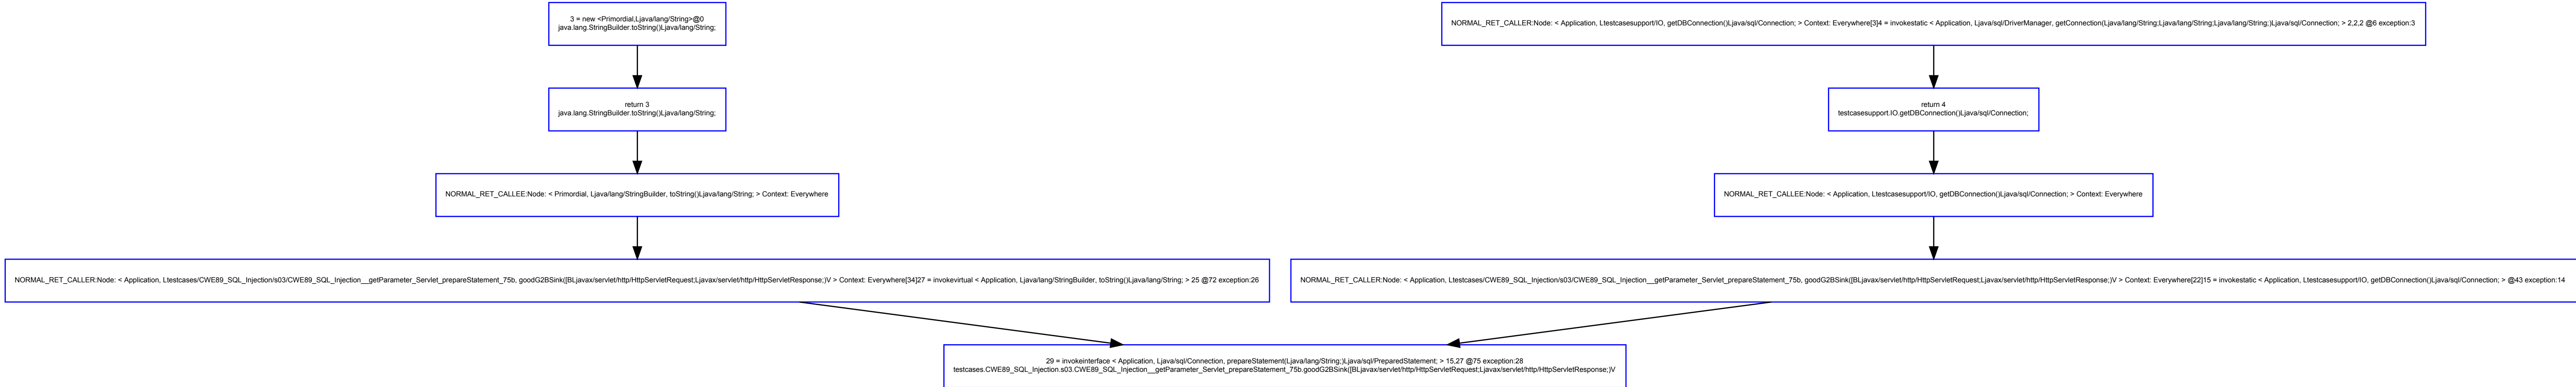 3 = new <Primordial,Ljava/lang/String>@0
java.lang.StringBuilder.toString()Ljava/lang/String;
NORMAL_RET_CALLER:Node: < Application, Ltestcasesupport/IO, getDBConnection()Ljava/sql/Connection; > Context: Everywhere[3]4 = invokestatic < Application, Ljava/sql/DriverManager, getConnection(Ljava/lang/String;Ljava/lang/String;Ljava/lang/String;)Ljava/sql/Connection; > 2,2,2 @6 exception:3
return 3
java.lang.StringBuilder.toString()Ljava/lang/String;
return 4
testcasesupport.IO.getDBConnection()Ljava/sql/Connection;
NORMAL_RET_CALLEE:Node: < Primordial, Ljava/lang/StringBuilder, toString()Ljava/lang/String; > Context: Everywhere
NORMAL_RET_CALLEE:Node: < Application, Ltestcasesupport/IO, getDBConnection()Ljava/sql/Connection; > Context: Everywhere
NORMAL_RET_CALLER:Node: < Application, Ltestcases/CWE89_SQL_Injection/s03/CWE89_SQL_Injection__getParameter_Servlet_prepareStatement_75b, goodG2BSink([BLjavax/servlet/http/HttpServletRequest;Ljavax/servlet/http/HttpServletResponse;)V > Context: Everywhere[34]27 = invokevirtual < Application, Ljava/lang/StringBuilder, toString()Ljava/lang/String; > 25 @72 exception:26
NORMAL_RET_CALLER:Node: < Application, Ltestcases/CWE89_SQL_Injection/s03/CWE89_SQL_Injection__getParameter_Servlet_prepareStatement_75b, goodG2BSink([BLjavax/servlet/http/HttpServletRequest;Ljavax/servlet/http/HttpServletResponse;)V > Context: Everywhere[22]15 = invokestatic < Application, Ltestcasesupport/IO, getDBConnection()Ljava/sql/Connection; > @43 exception:14
29 = invokeinterface < Application, Ljava/sql/Connection, prepareStatement(Ljava/lang/String;)Ljava/sql/PreparedStatement; > 15,27 @75 exception:28
testcases.CWE89_SQL_Injection.s03.CWE89_SQL_Injection__getParameter_Servlet_prepareStatement_75b.goodG2BSink([BLjavax/servlet/http/HttpServletRequest;Ljavax/servlet/http/HttpServletResponse;)V